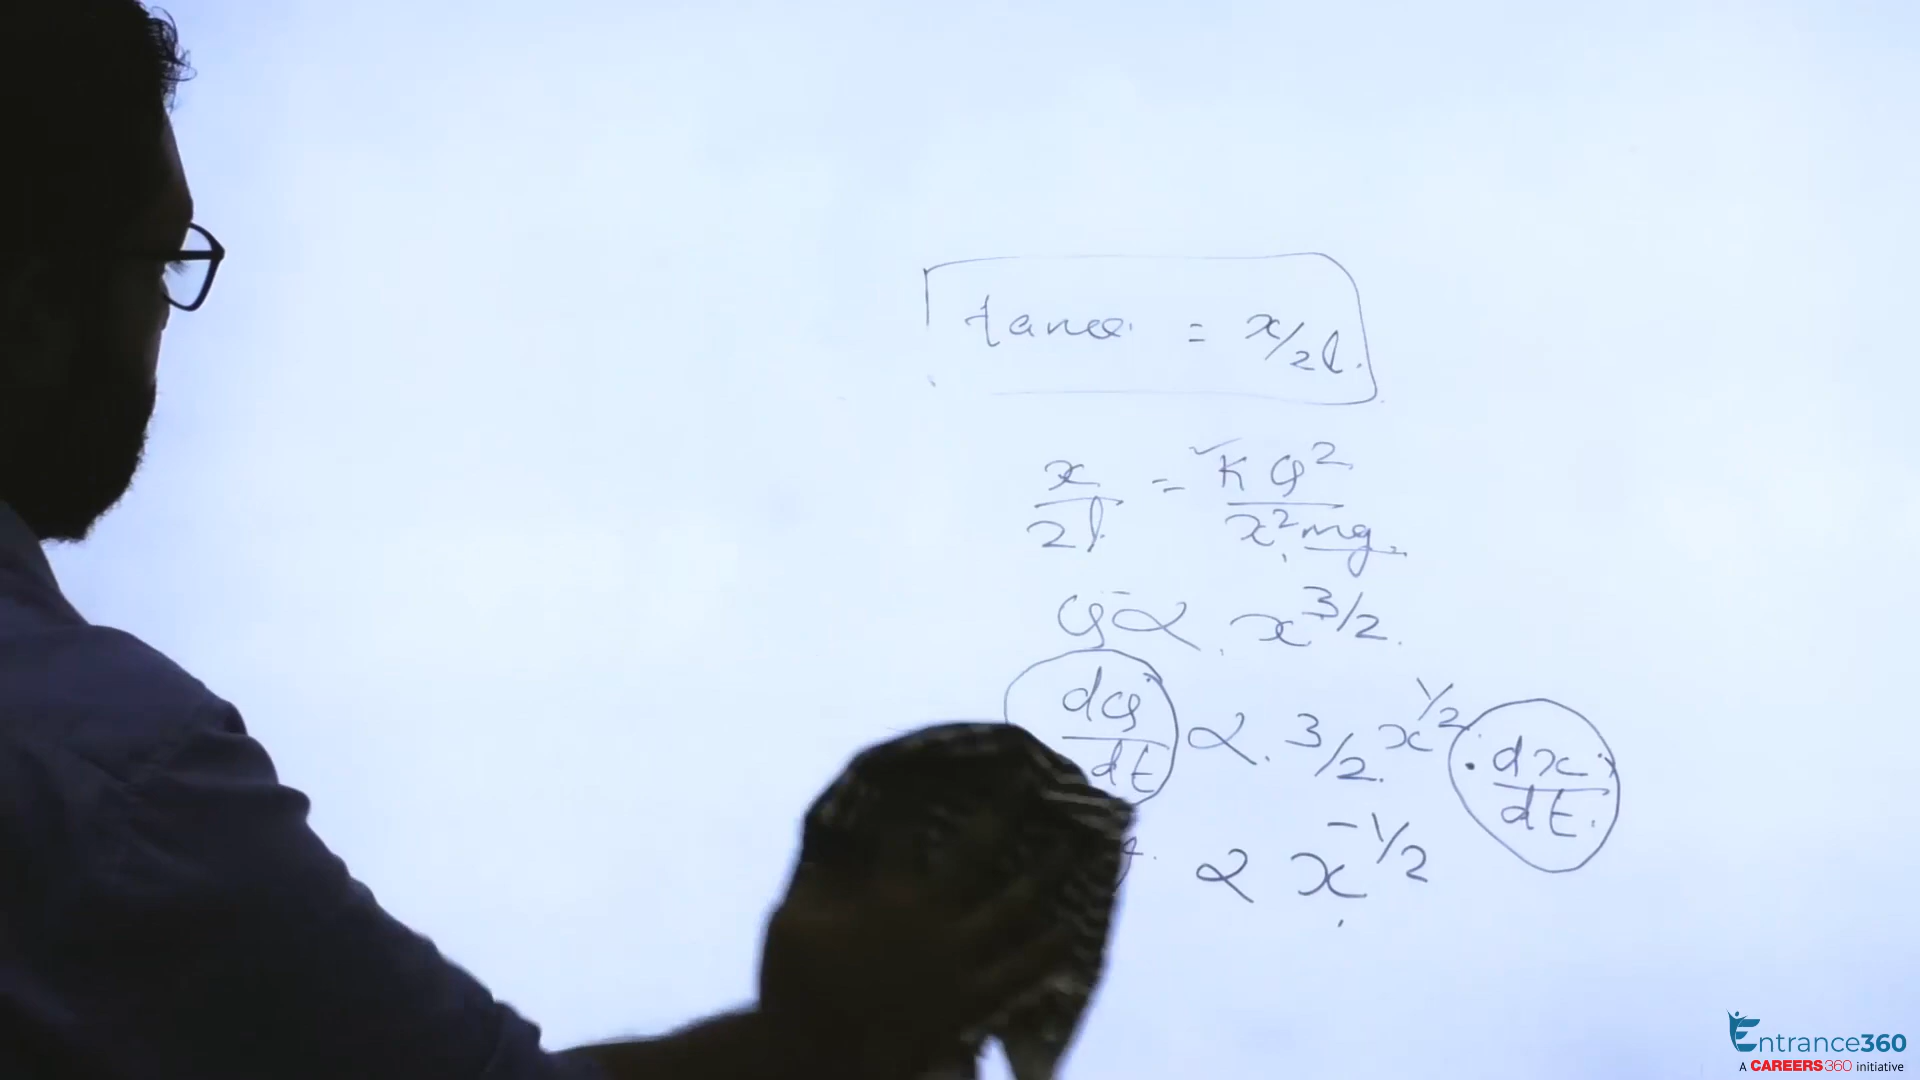 tanθ = x/2l.
x/2l = KQ²/x²mg
Q ∝ x^3/2.
dQ/dt ∝ 3/2 x^1/2 · dx/dt
∝ x^-1/2
Entrance360
A CAREERS360 initiative